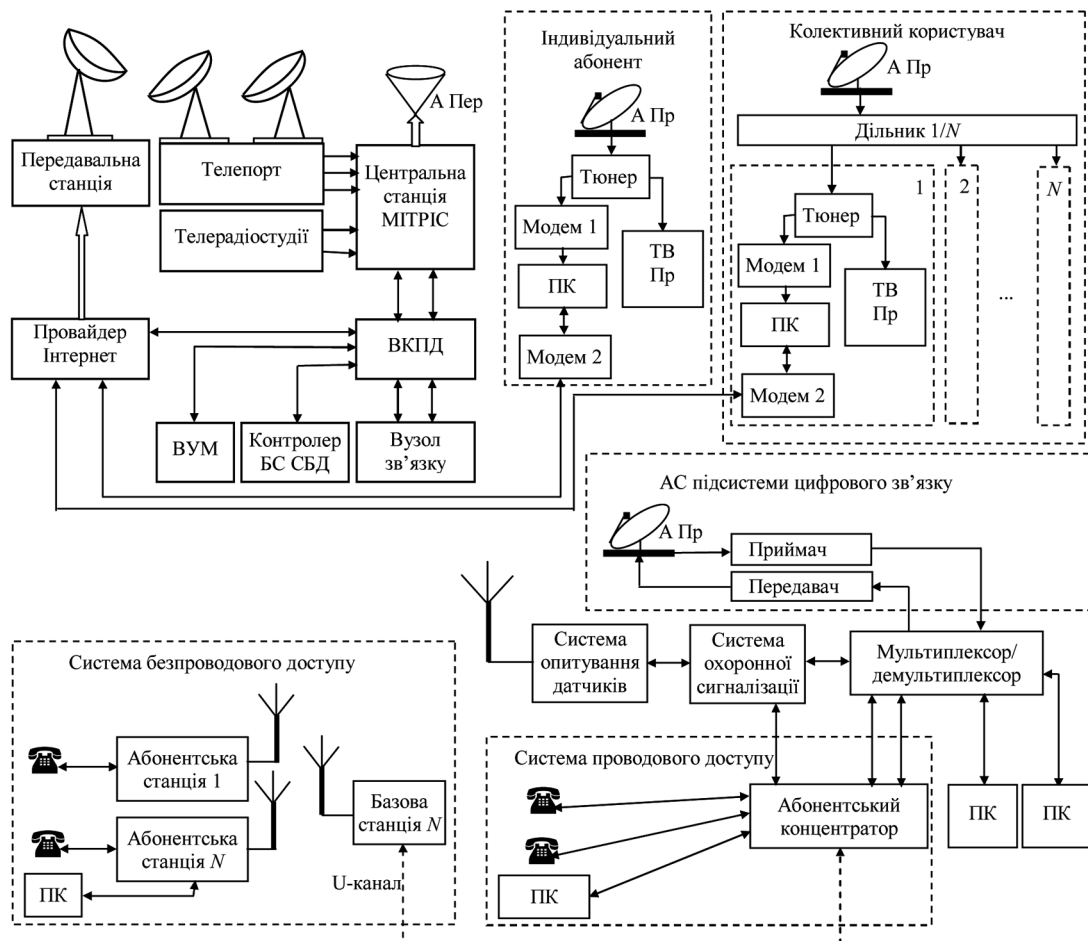 Передавальна
станція
Телепорт
Телерадіостудії
А Пер
Центральна
станція
МІТРІС
Провайдер
Інтернет
ВКПД
ВУМ
Контролер
БС СБД
Вузол
зв’язку
Індивідуальний
абонент
А Пр
Тюнер
Модем 1
ПК
Модем 2
ТВ
Пр
Колективний користувач
А Пр
Дільник 1/N
1
2
N
Тюнер
Модем 1
ПК
Модем 2
ТВ
Пр
...
АС підсистеми цифрового зв’язку
А Пр
Приймач
Передавач
Система
опитування
датчиків
Система
охоронної
сигналізації
Мультиплексор/
демультиплексор
Система безпроводового доступу
Абонентська
станція 1
Абонентська
станція N
ПК
Базова
станція N
U-канал
Система проводового доступу
Абонентський
концентратор
ПК
ПК
ПК